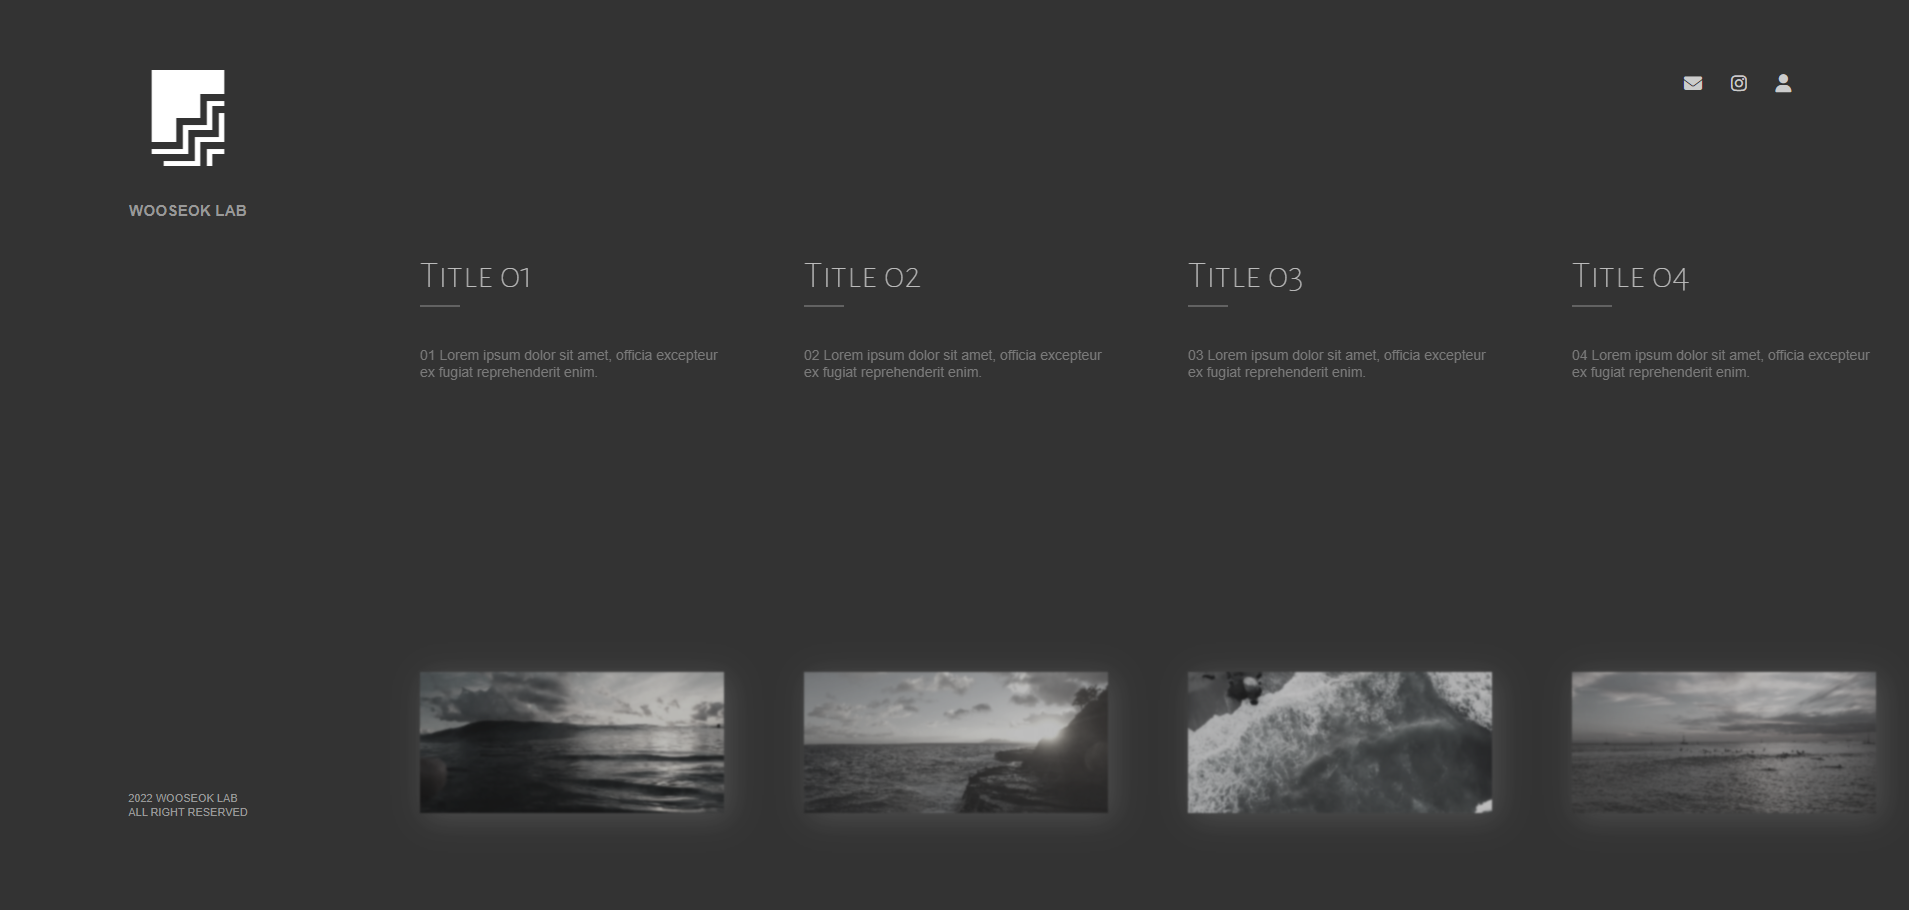 WOOSEOK LAB
Title 01
01 Lorem ipsum dolor sit amet, officia excepteur
ex fugiat reprehenderit enim.
Title 02
02 Lorem ipsum dolor sit amet, officia excepteur
ex fugiat reprehenderit enim.
Title 03
03 Lorem ipsum dolor sit amet, officia excepteur
ex fugiat reprehenderit enim.
Title 04
04 Lorem ipsum dolor sit amet, officia excepteur
ex fugiat reprehenderit enim.
2022 WOOSEOK LAB
ALL RIGHT RESERVED